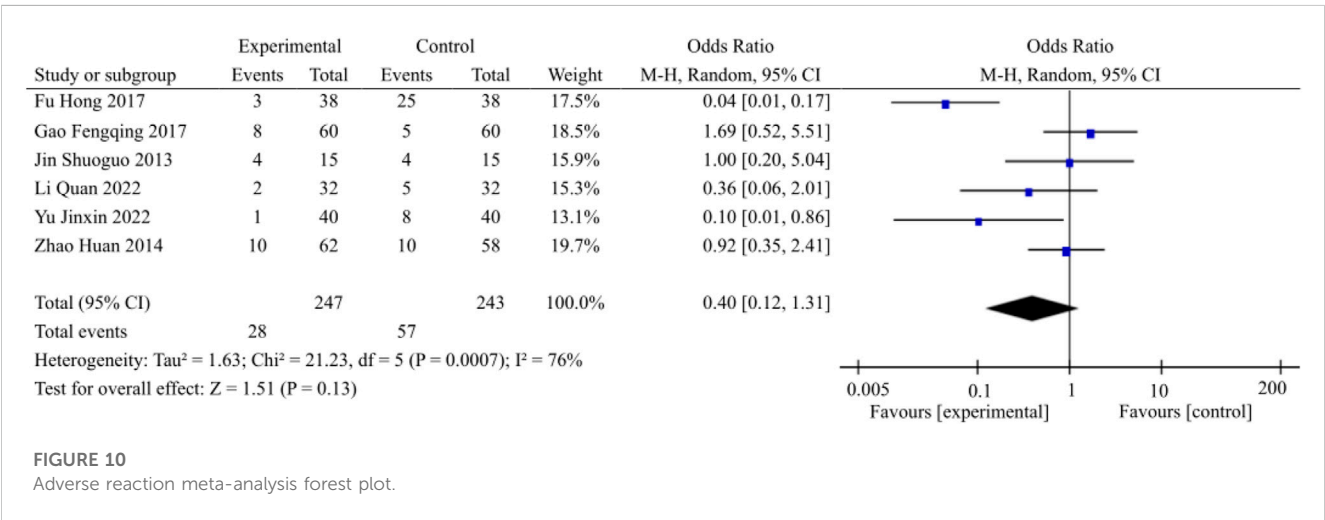 Experimental Control Odds Ratio Odds Ratio
Study or subgroup Events Total Events Total Weight M-H, Random, 95% CI M-H, Random, 95% CI
Fu Hong 2017 3 38 25 38 17.5% 0.04 [0.01, 0.17]
Gao Fengqing 2017 8 60 5 60 18.5% 1.69 [0.52, 5.51]
Jin Shuoguo 2013 4 15 4 15 15.9% 1.00 [0.20, 5.04]
Li Quan 2022 2 32 5 32 15.3% 0.36 [0.06, 2.01]
Yu Jinxin 2022 1 40 8 40 13.1% 0.10 [0.01, 0.86]
Zhao Huan 2014 10 62 10 58 19.7% 0.92 [0.35, 2.41]
Total (95% CI) 247 243 100.0% 0.40 [0.12, 1.31]
Total events 28 57
Heterogeneity: Tau² = 1.63; Chi² = 21.23, df = 5 (P = 0.0007); I² = 76%
Test for overall effect: Z = 1.51 (P = 0.13)
0.005 0.1 1 10 200
Favours [experimental] Favours [control]
FIGURE 10
Adverse reaction meta-analysis forest plot.